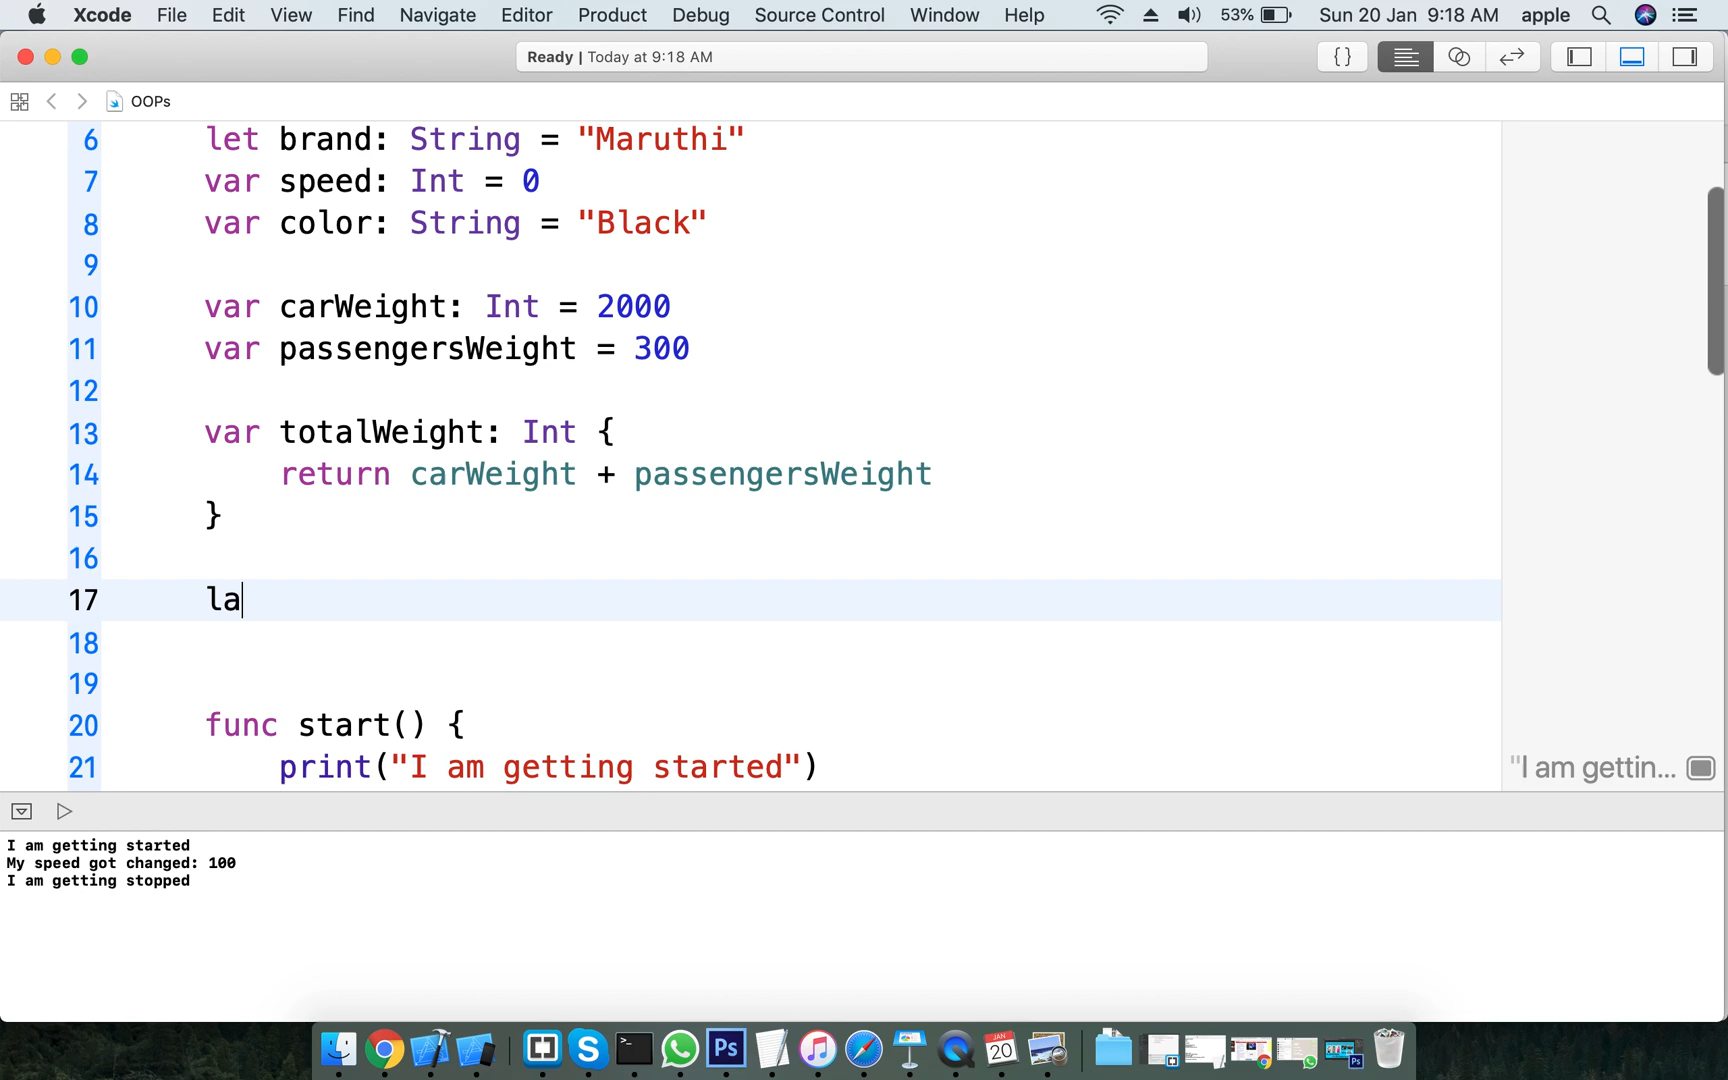 Xcode File Edit View Find Navigate Editor Product Debug Source Control Window Help 53% Sun 20 Jan 9:18 AM apple
Ready | Today at 9:18 AM {}
OOPs
6 let brand: String = "Maruthi"
7 var speed: Int = 0
8 var color: String = "Black"
9
10 var carWeight: Int = 2000
11 var passengersWeight = 300
12
13 var totalWeight: Int {
14 return carWeight + passengersWeight
15 }
16
17 la
18
19
20 func start() {
21 print("I am getting started") "I am gettin...
I am getting started
My speed got changed: 100
I am getting stopped
S >_ Ps JAN 20 Ps